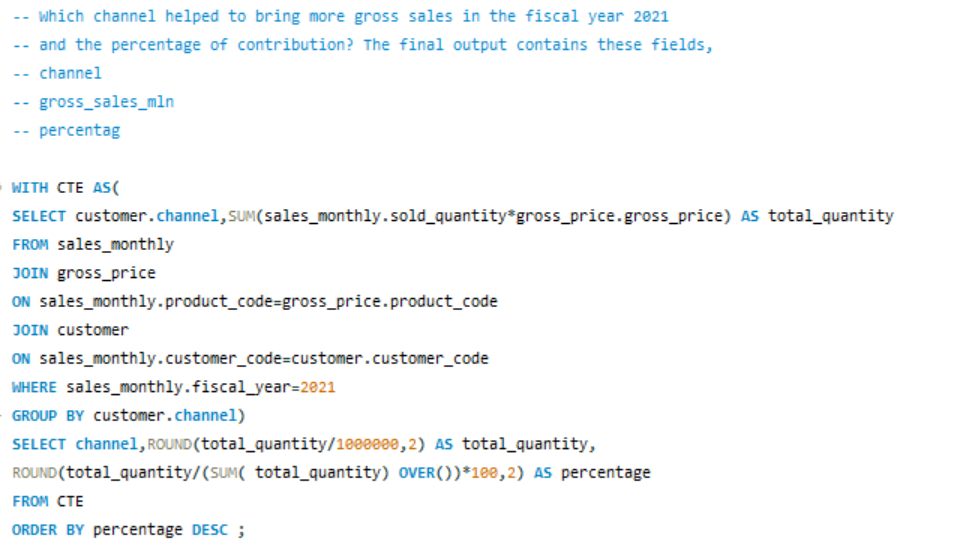 -- Which channel helped to bring more gross sales in the fiscal year 2021
-- and the percentage of contribution? The final output contains these fields,
-- channel
-- gross_sales_mln
-- percentag
WITH CTE AS(
SELECT customer.channel,SUM(sales_monthly.sold_quantity*gross_price.gross_price) AS total_quantity
FROM sales_monthly
JOIN gross_price
ON sales_monthly.product_code=gross_price.product_code
JOIN customer
ON sales_monthly.customer_code=customer.customer_code
WHERE sales_monthly.fiscal_year=2021
GROUP BY customer.channel)
SELECT channel,ROUND(total_quantity/1000000,2) AS total_quantity,
ROUND(total_quantity/(SUM( total_quantity) OVER())*100,2) AS percentage
FROM CTE
ORDER BY percentage DESC ;